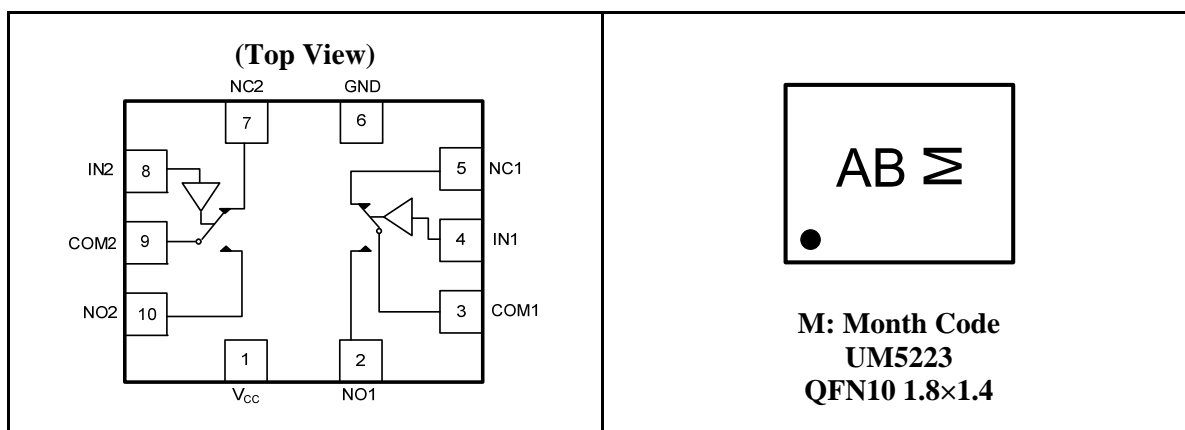 (Top View)
NC2 GND
7 6
IN2 8 5 NC1
COM2 9 4 IN1
NO2 10 3 COM1
1 2
VCC NO1
AB M
M: Month Code
UM5223
QFN10 1.8×1.4